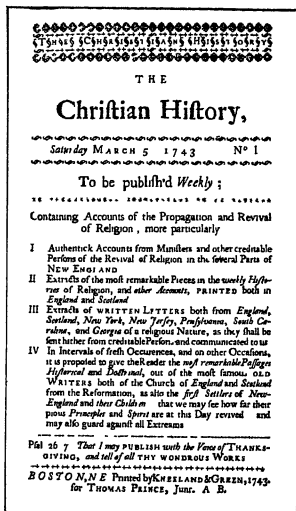 §T§H§E§ §C§H§R§I§S§T§I§A§N§ §H§I§S§T§O§R§Y§
THE
Chriſtian Hiſtory,
Saturday MARCH 5 1743 No 1
To be publiſh'd Weekly;
Containing Accounts of the Propagation and Revival
of Religion, more particularly
I Authentick Accounts from Miniſters and other creditable
Perſons of the Revival of Religion in the ſeveral Parts of
NEW ENGLAND
II Extracts of the moſt remarkable Pieces in the weekly Hiſto-
ries of Religion, and other Accounts, PRINTED both in
England and Scotland
III Extracts of WRITTEN LETTERS both from England,
Scotland, New York, New Jerſey, Penſylvania, South Ca-
rolina, and Georgia of a religious Nature, as they ſhall be
ſent hither from creditable Perſons and communicated to us
IV In Intervals of freſh Occurences, and on other Occaſions,
it is propoſed to give the Reader the moſt remarkable Paſſages
Hiſtorical and Doctrinal, out of the moſt famous OLD
WRITERS both of the Church of England and Scotland
from the Reformation, as alſo the firſt Settlers of New-
England and their Children that we may ſee how far their
pious Principles and Spirit are at this Day revived and
may alſo guard againſt all Extreams
Pſal 26 7 That I may PUBLISH with the Voice of THANKS-
GIVING, and tell of all THY WONDROUS WORKS
BOSTON, NE Printed by KNEELAND & GREEN, 1743.
for THOMAS PRINCE, Junr. A B.